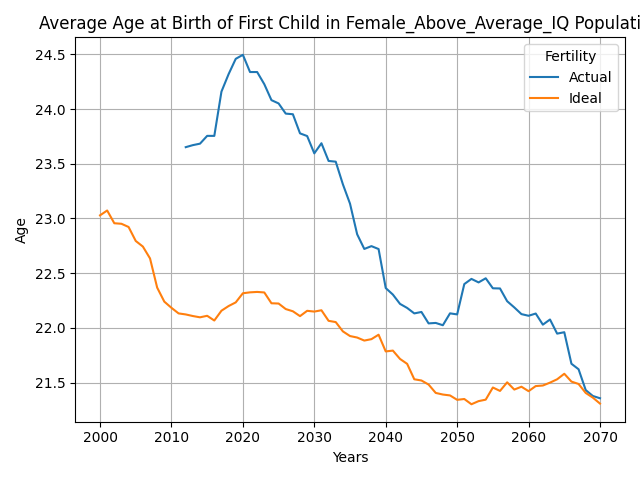 Average Age at Birth of First Child in Female_Above_Average_IQ Populati
24.5
24.0
23.5
23.0
22.5
22.0
21.5
Age
Fertility
Actual
Ideal
2000 2010 2020 2030 2040 2050 2060 2070
Years